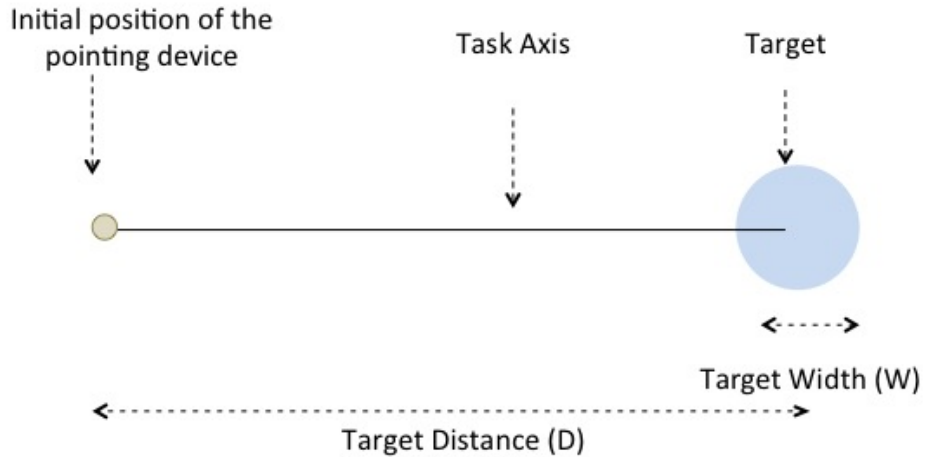 Initial position of the
pointing device
Task Axis
Target
Target Width (W)
Target Distance (D)